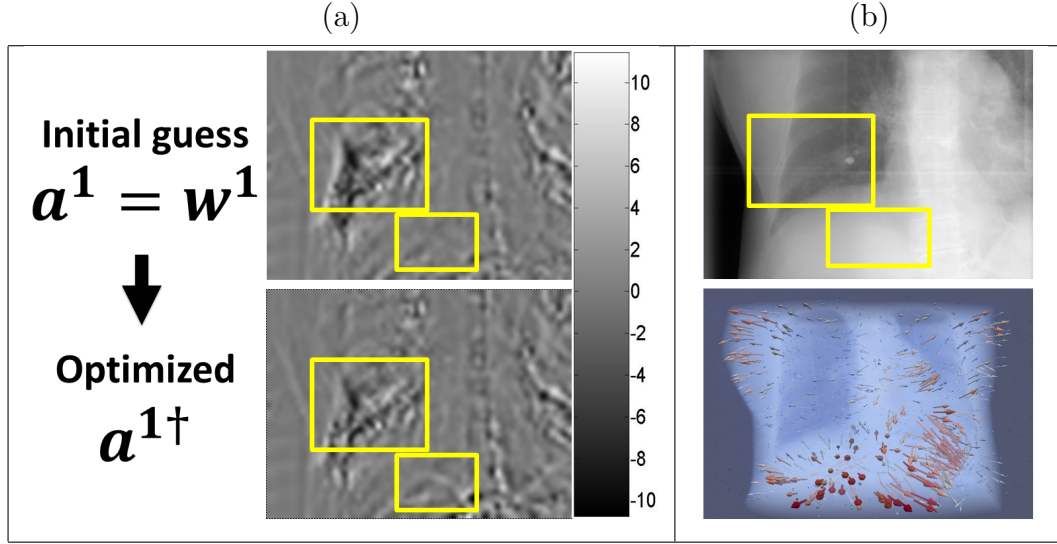 (a)
(b)
Initial guess
a¹ = w¹
Optimized
a¹†
10
8
6
4
2
0
-2
-4
-6
-8
-10